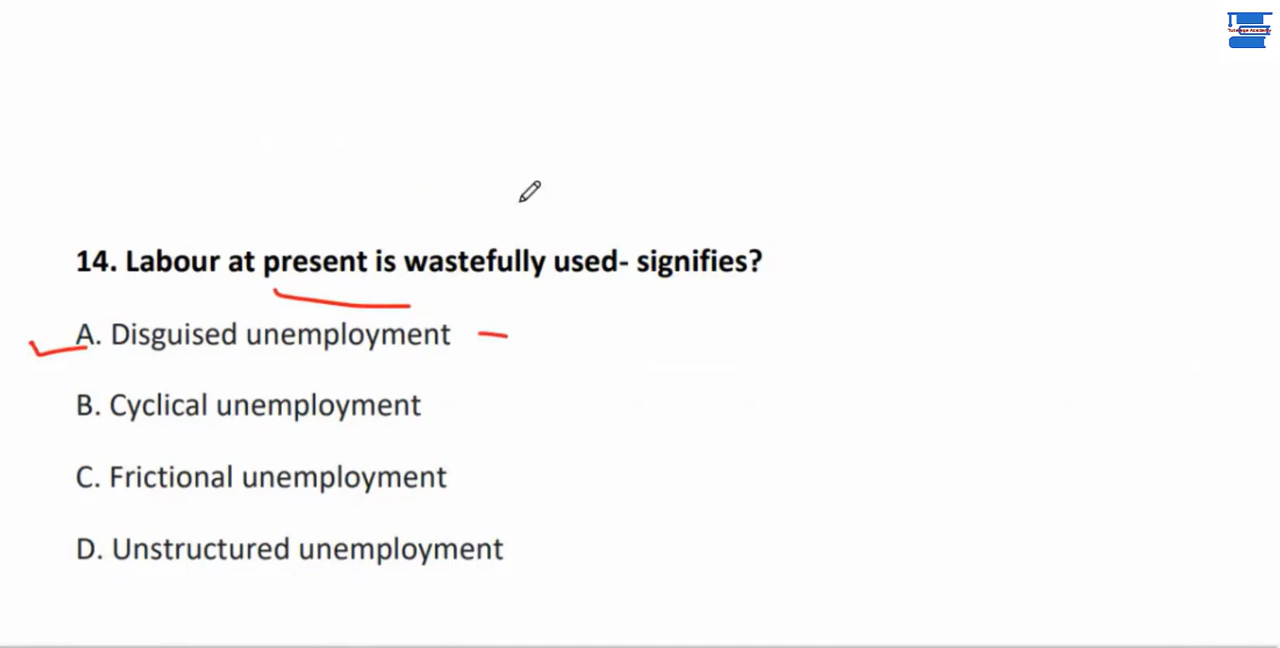 14. Labour at present is wastefully used- signifies?
A. Disguised unemployment
B. Cyclical unemployment
C. Frictional unemployment
D. Unstructured unemployment